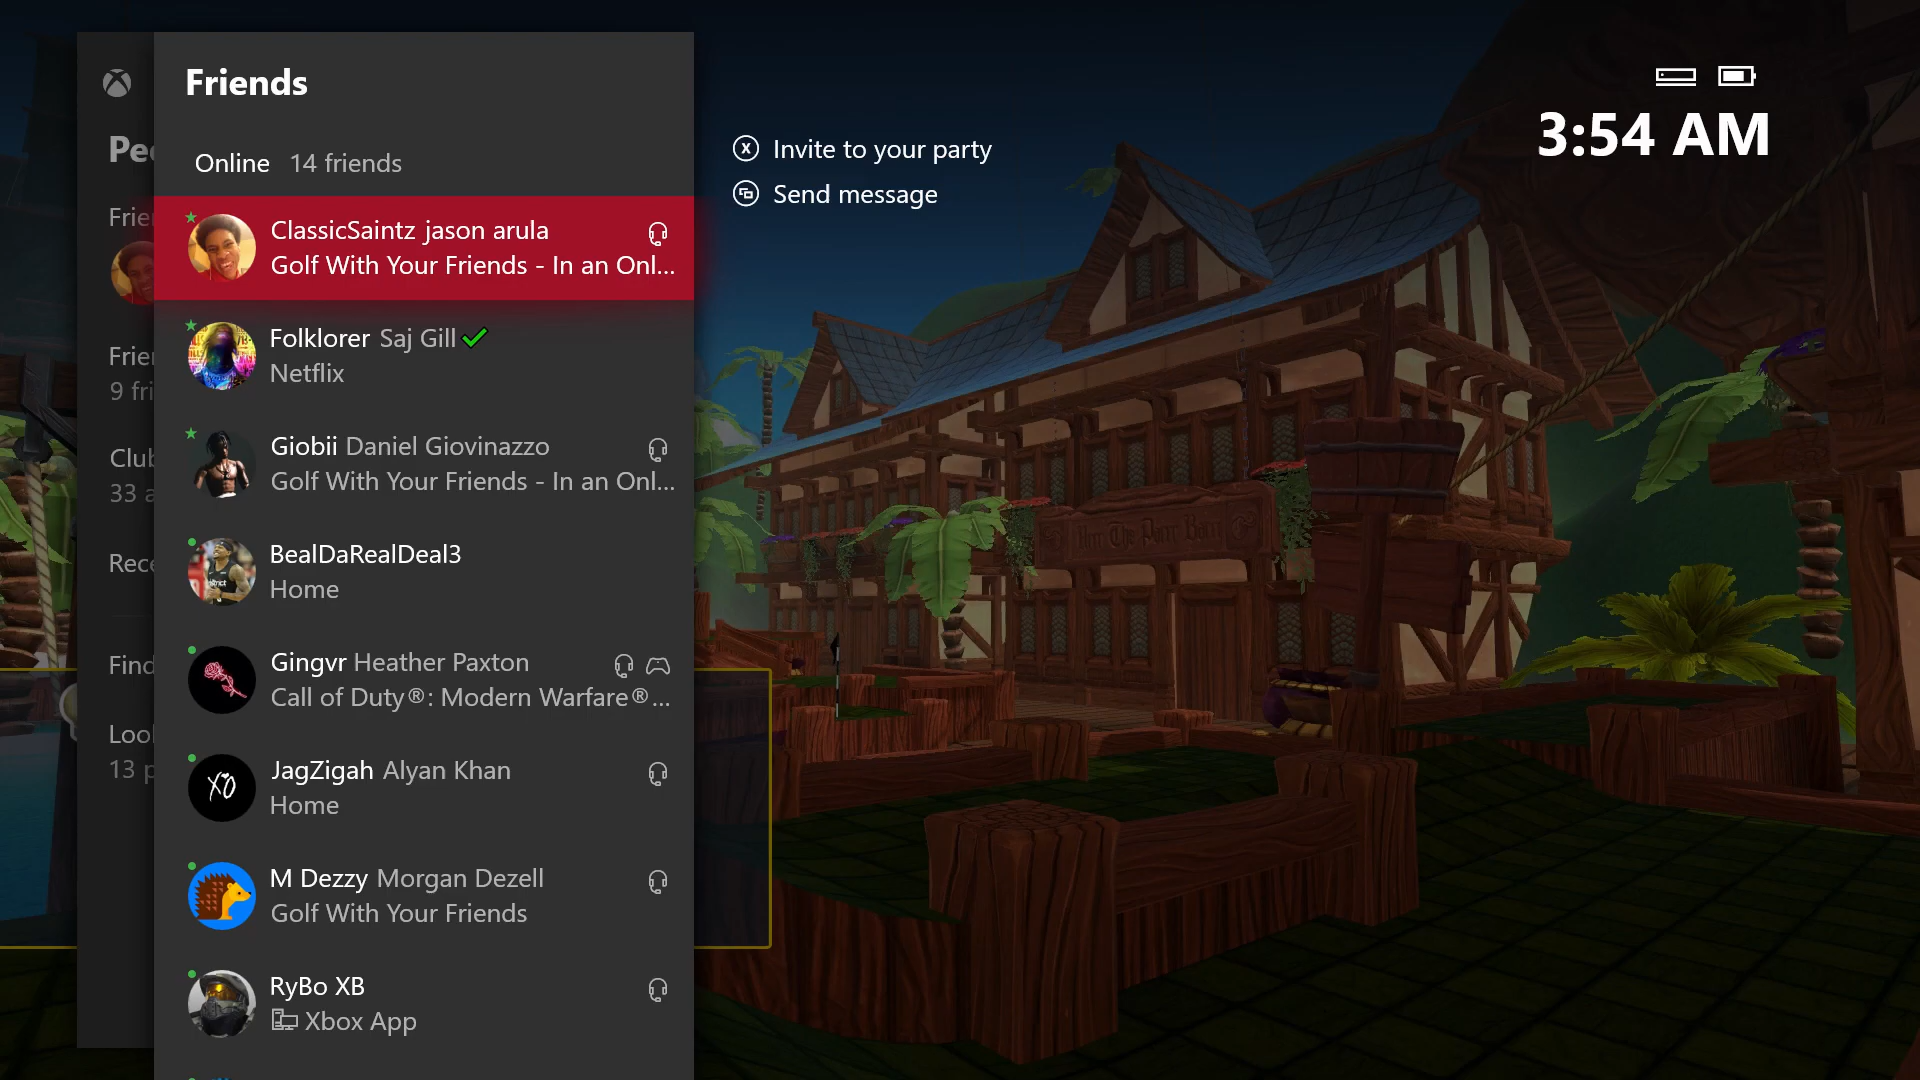 Friends
Online 14 friends
ClassicSaintz jason arula
Golf With Your Friends - In an Onl...
Folklorer Saj Gill
Netflix
Giobii Daniel Giovinazzo
Golf With Your Friends - In an Onl...
BealDaRealDeal3
Home
Gingvr Heather Paxton
Call of Duty®: Modern Warfare®...
JagZigah Alyan Khan
Home
XO
M Dezzy Morgan Dezell
Golf With Your Friends
RyBo XB
Xbox App
Invite to your party
Send message
3:54 AM